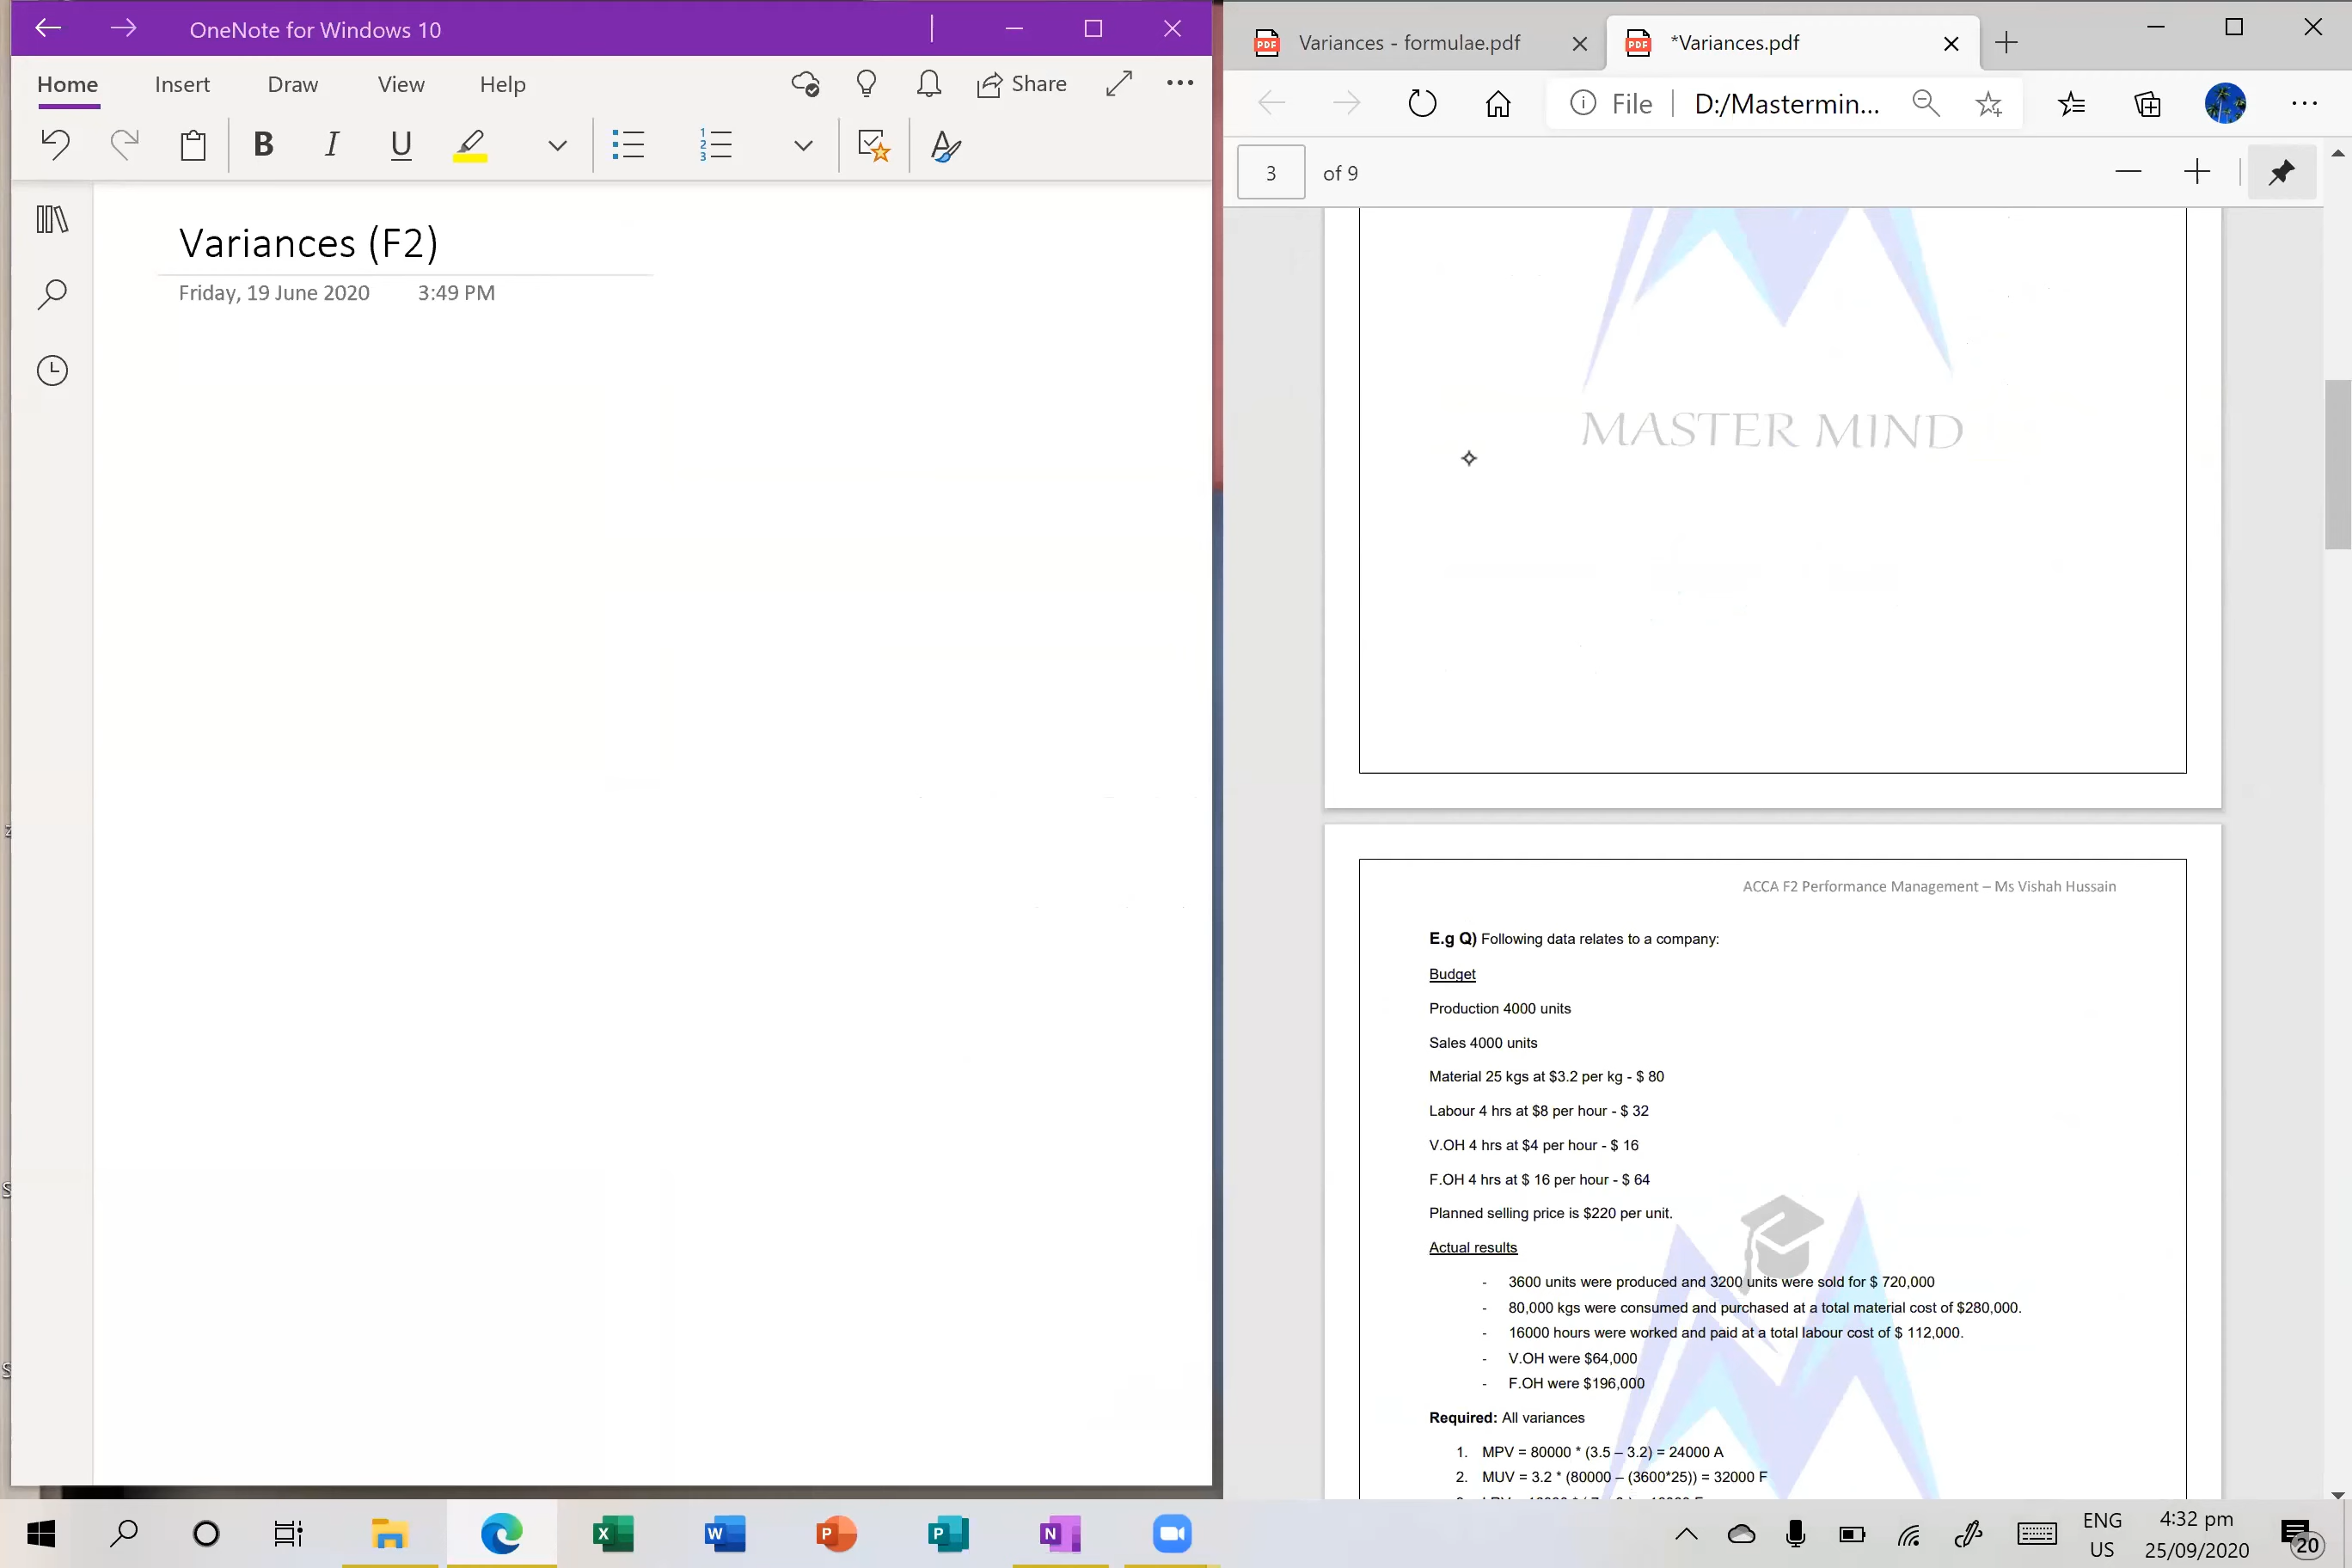 OneNote for Windows 10
Home Insert Draw View Help Share
Variances (F2)
Friday, 19 June 2020 3:49 PM
Variances - formulae.pdf
*Variances.pdf
File D:/Mastermin...
3 of 9
MASTER MIND
ACCA F2 Performance Management – Ms Vishah Hussain
E.g Q) Following data relates to a company:
Budget
Production 4000 units
Sales 4000 units
Material 25 kgs at $3.2 per kg - $ 80
Labour 4 hrs at $8 per hour - $ 32
V.OH 4 hrs at $4 per hour - $ 16
F.OH 4 hrs at $ 16 per hour - $ 64
Planned selling price is $220 per unit.
Actual results
- 3600 units were produced and 3200 units were sold for $ 720,000
- 80,000 kgs were consumed and purchased at a total material cost of $280,000.
- 16000 hours were worked and paid at a total labour cost of $ 112,000.
- V.OH were $64,000
- F.OH were $196,000
Required: All variances
1. MPV = 80000 * (3.5 – 3.2) = 24000 A
2. MUV = 3.2 * (80000 – (3600*25)) = 32000 F
ENG
US
4:32 pm
25/09/2020
20